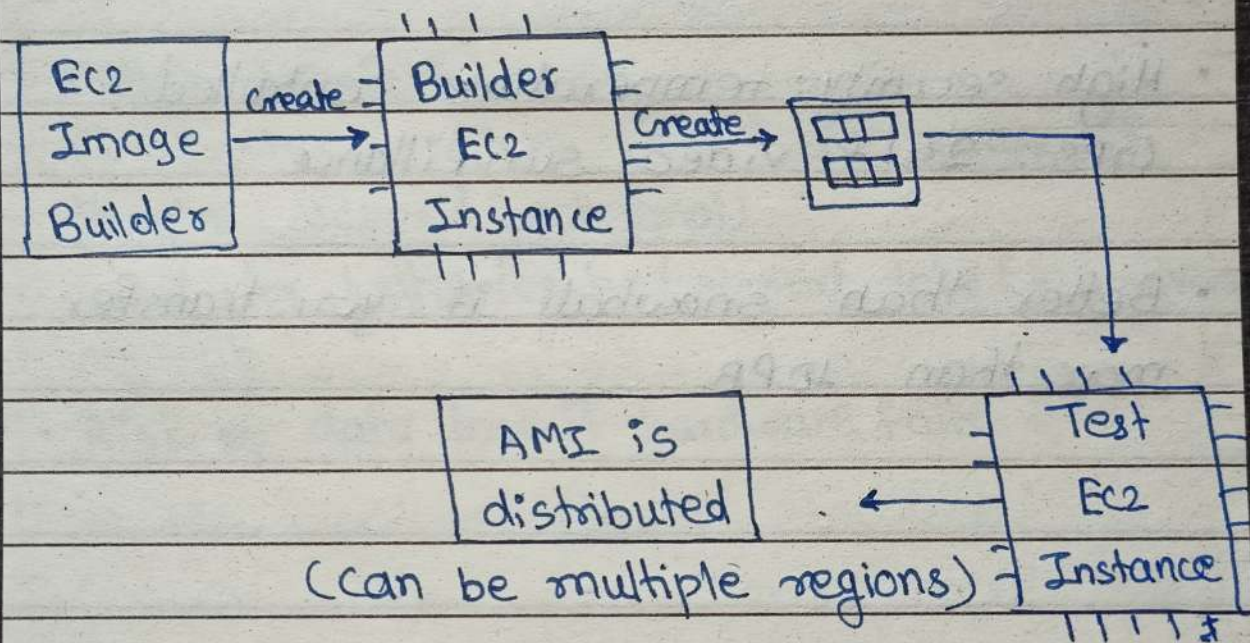 EC2
Image
Builder
create
Builder
EC2
Instance
Create
Test
EC2
Instance
AMI is
distributed
(can be multiple regions)